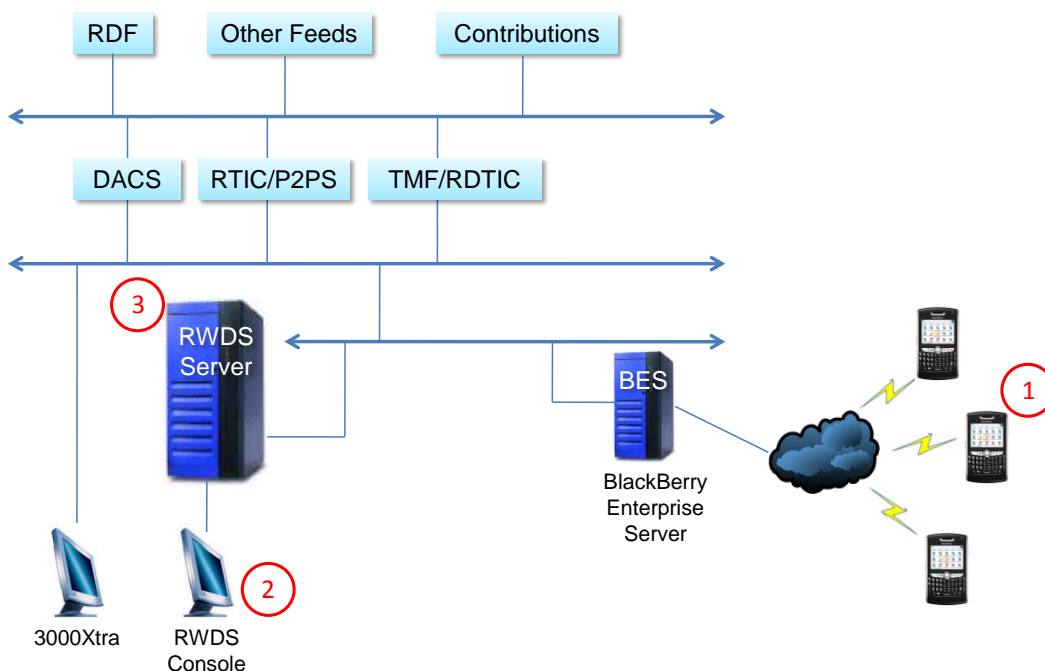 RDF
Other Feeds
Contributions
DACS
RTIC/P2PS
TMF/RDTIC
3
RWDS
Server
BES
1
BlackBerry
Enterprise
Server
2
3000Xtra
RWDS
Console